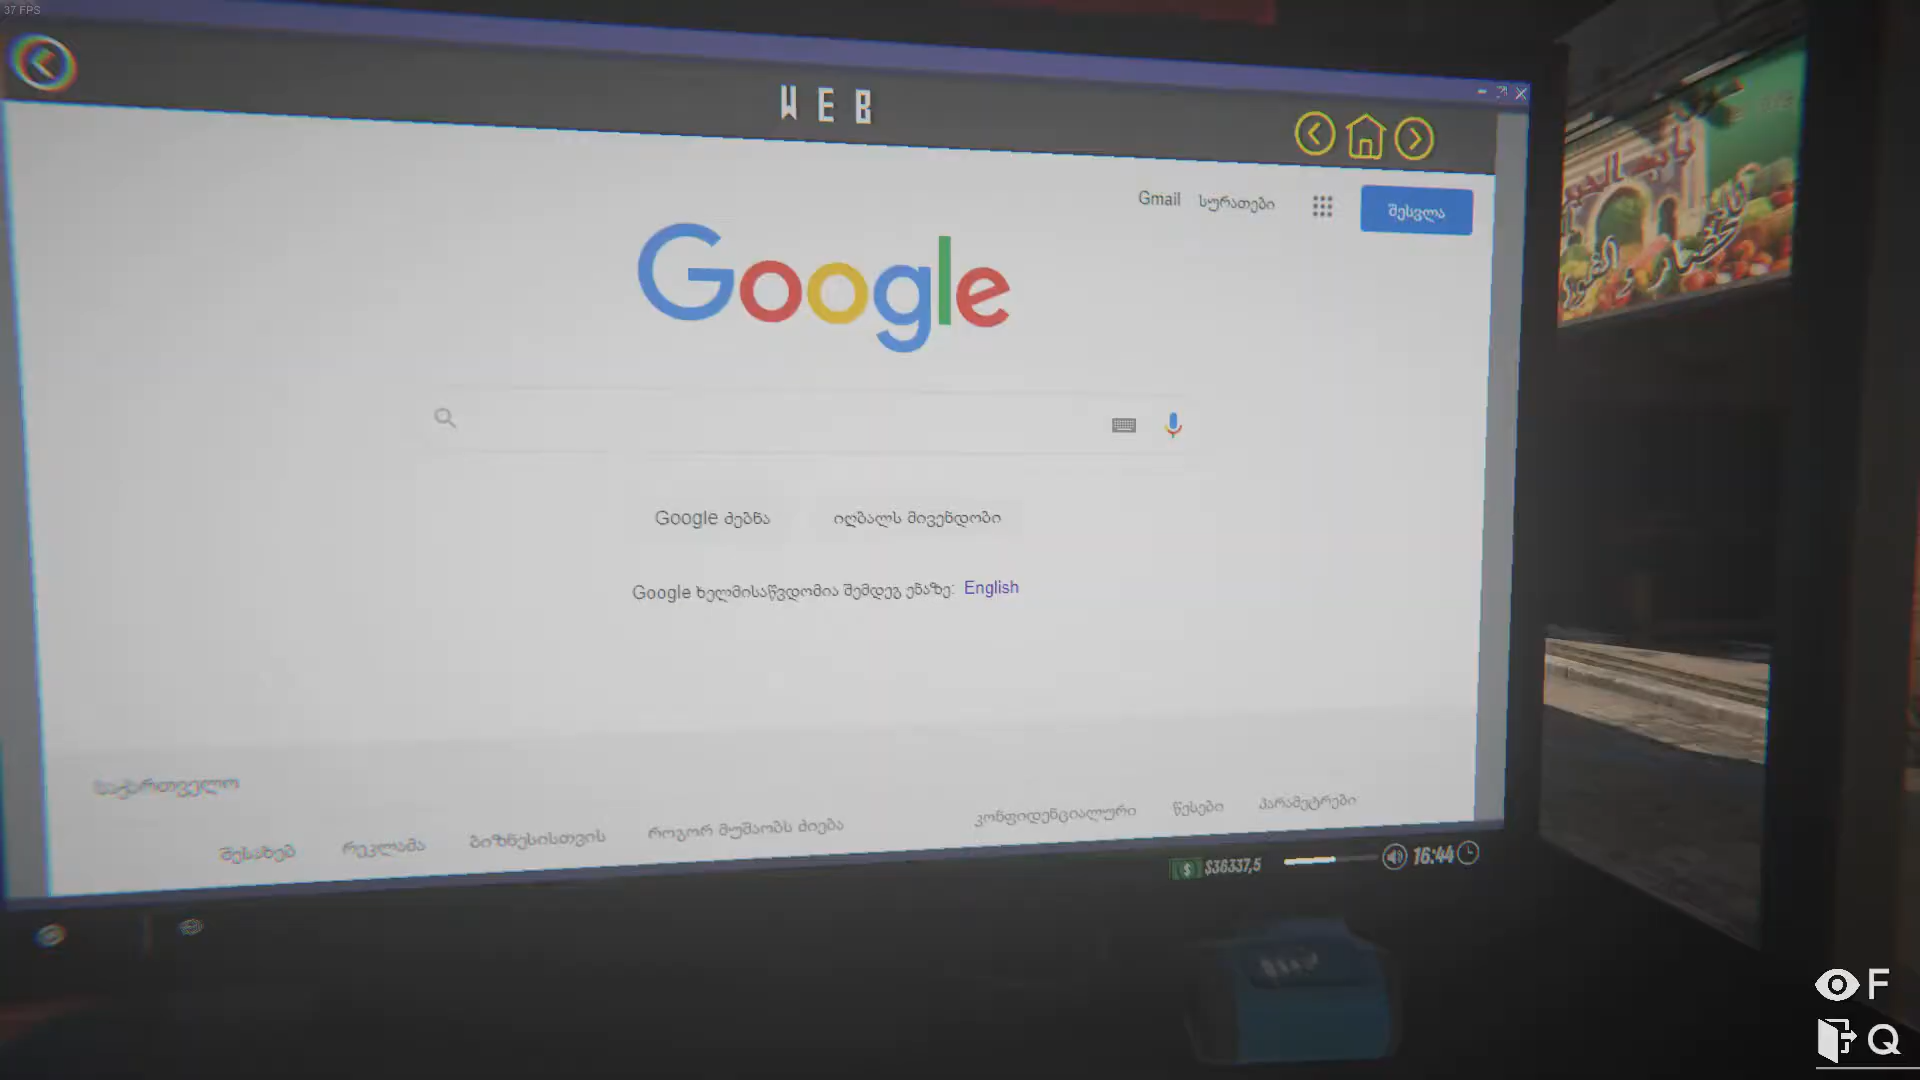 37 FPS
WEB
Gmail სურათები შესვლა
Google
Google ძებნა იღბალს მივენდობი
Google ხელმისაწვდომია შემდეგ ენაზე: English
საქართველო
შესახებ რეკლამა ბიზნესისთვის როგორ მუშაობს ძიება კონფიდენციალური წესები პარამეტრები
$36337,5 16:44
F
Q